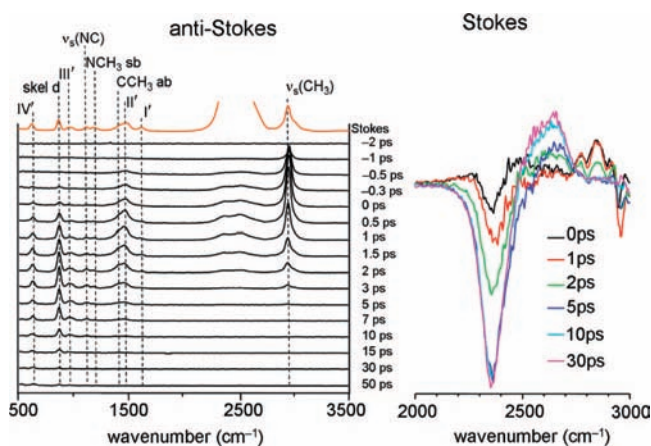 anti-Stokes
Stokes
νs(NC)
NCH3 sb
III′
CCH3 ab
skel d
II′
νs(CH3)
IV′
I′
Stokes
–2 ps
–1 ps
–0.5 ps
–0.3 ps
0 ps
0.5 ps
1 ps
1.5 ps
2 ps
3 ps
5 ps
7 ps
10 ps
15 ps
30 ps
50 ps
500
1500
2500
3500
wavenumber (cm⁻¹)
0ps
1ps
2ps
5ps
10ps
30ps
2000
2500
3000
wavenumber (cm⁻¹)